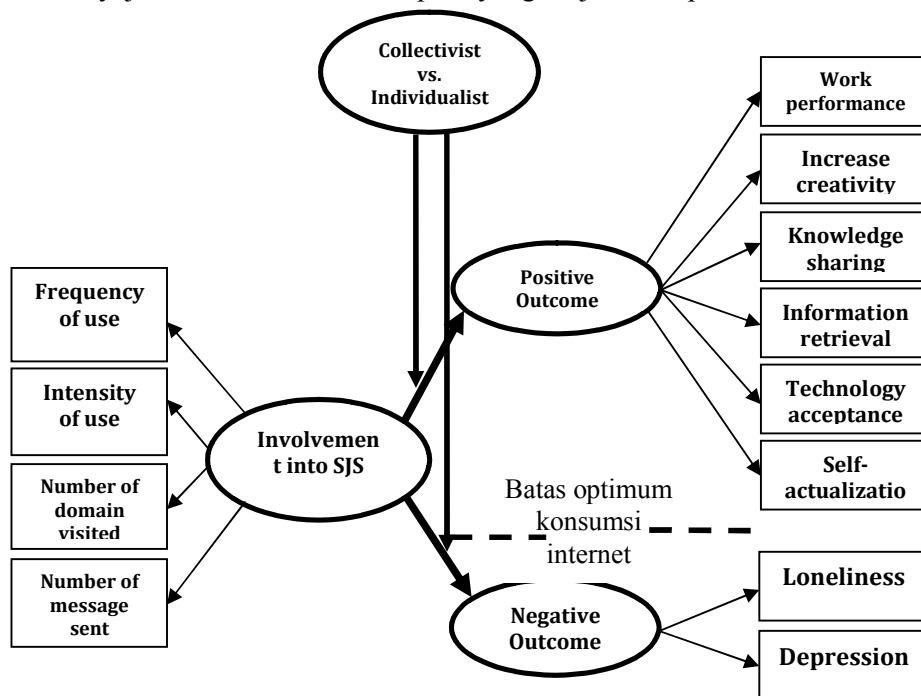 Collectivist
vs.
Individualist
Work
performance
Increase
creativity
Knowledge
sharing
Positive
Outcome
Information
retrieval
Technology
acceptance
Self-
actualizatio
Frequency
of use
Intensity
of use
Number of
domain
visited
Number of
message
sent
Involvemen
t into SJS
Batas optimum
konsumsi
internet
Negative
Outcome
Loneliness
Depression